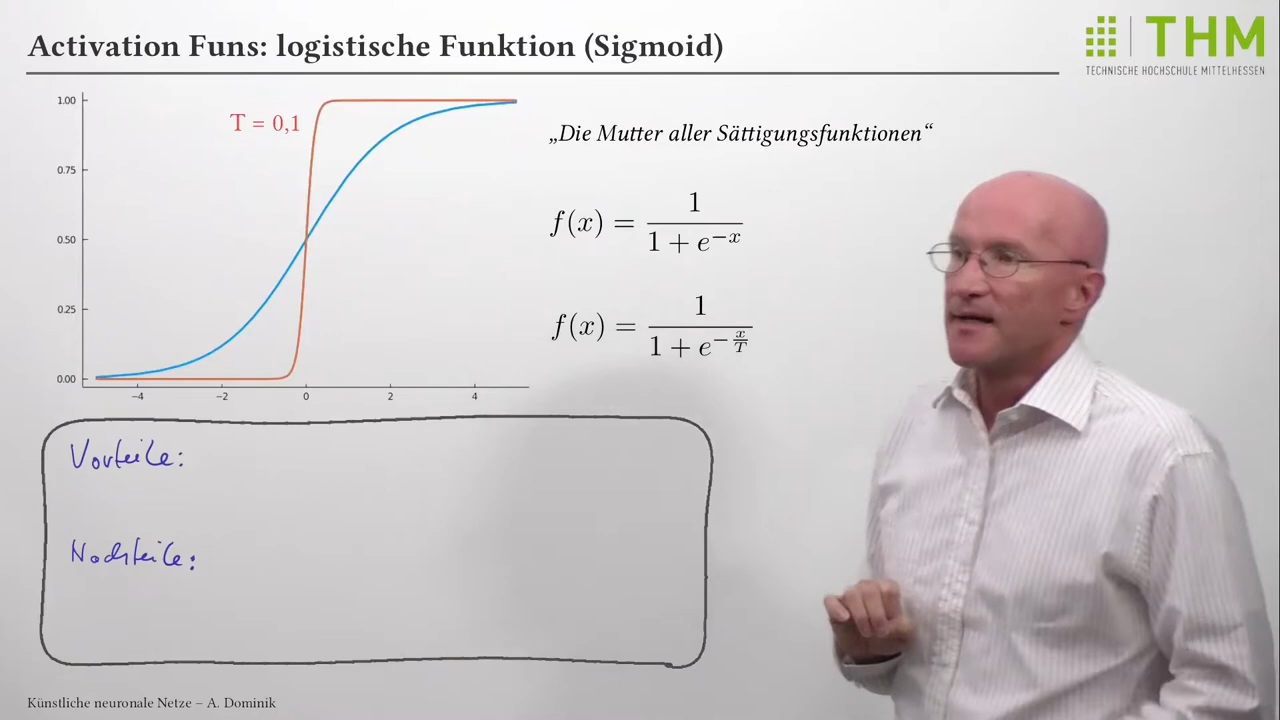 Activation Funs: logistische Funktion (Sigmoid)
THM
TECHNISCHE HOCHSCHULE MITTELHESSEN
1.00
0.75
0.50
0.25
0.00
−4
−2
0
2
4
T = 0,1
„Die Mutter aller Sättigungsfunktionen“
f(x) = 1 / (1 + e^{−x})
f(x) = 1 / (1 + e^{−x/T})
Vorteile:
Nachteile:
Künstliche neuronale Netze – A. Dominik